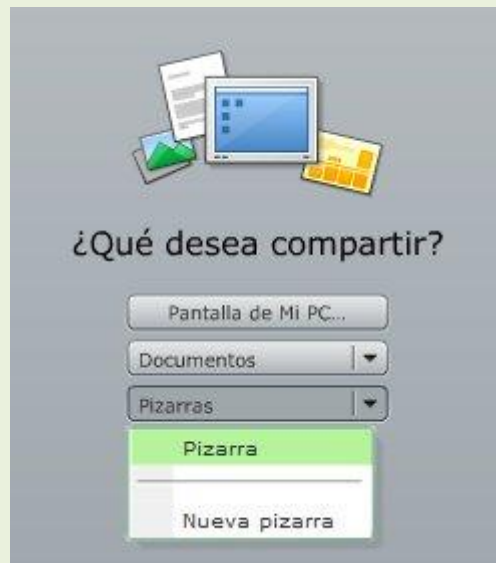 ¿Qué desea compartir?
Pantalla de Mi PC...
Documentos
Pizarras
Pizarra
Nueva pizarra